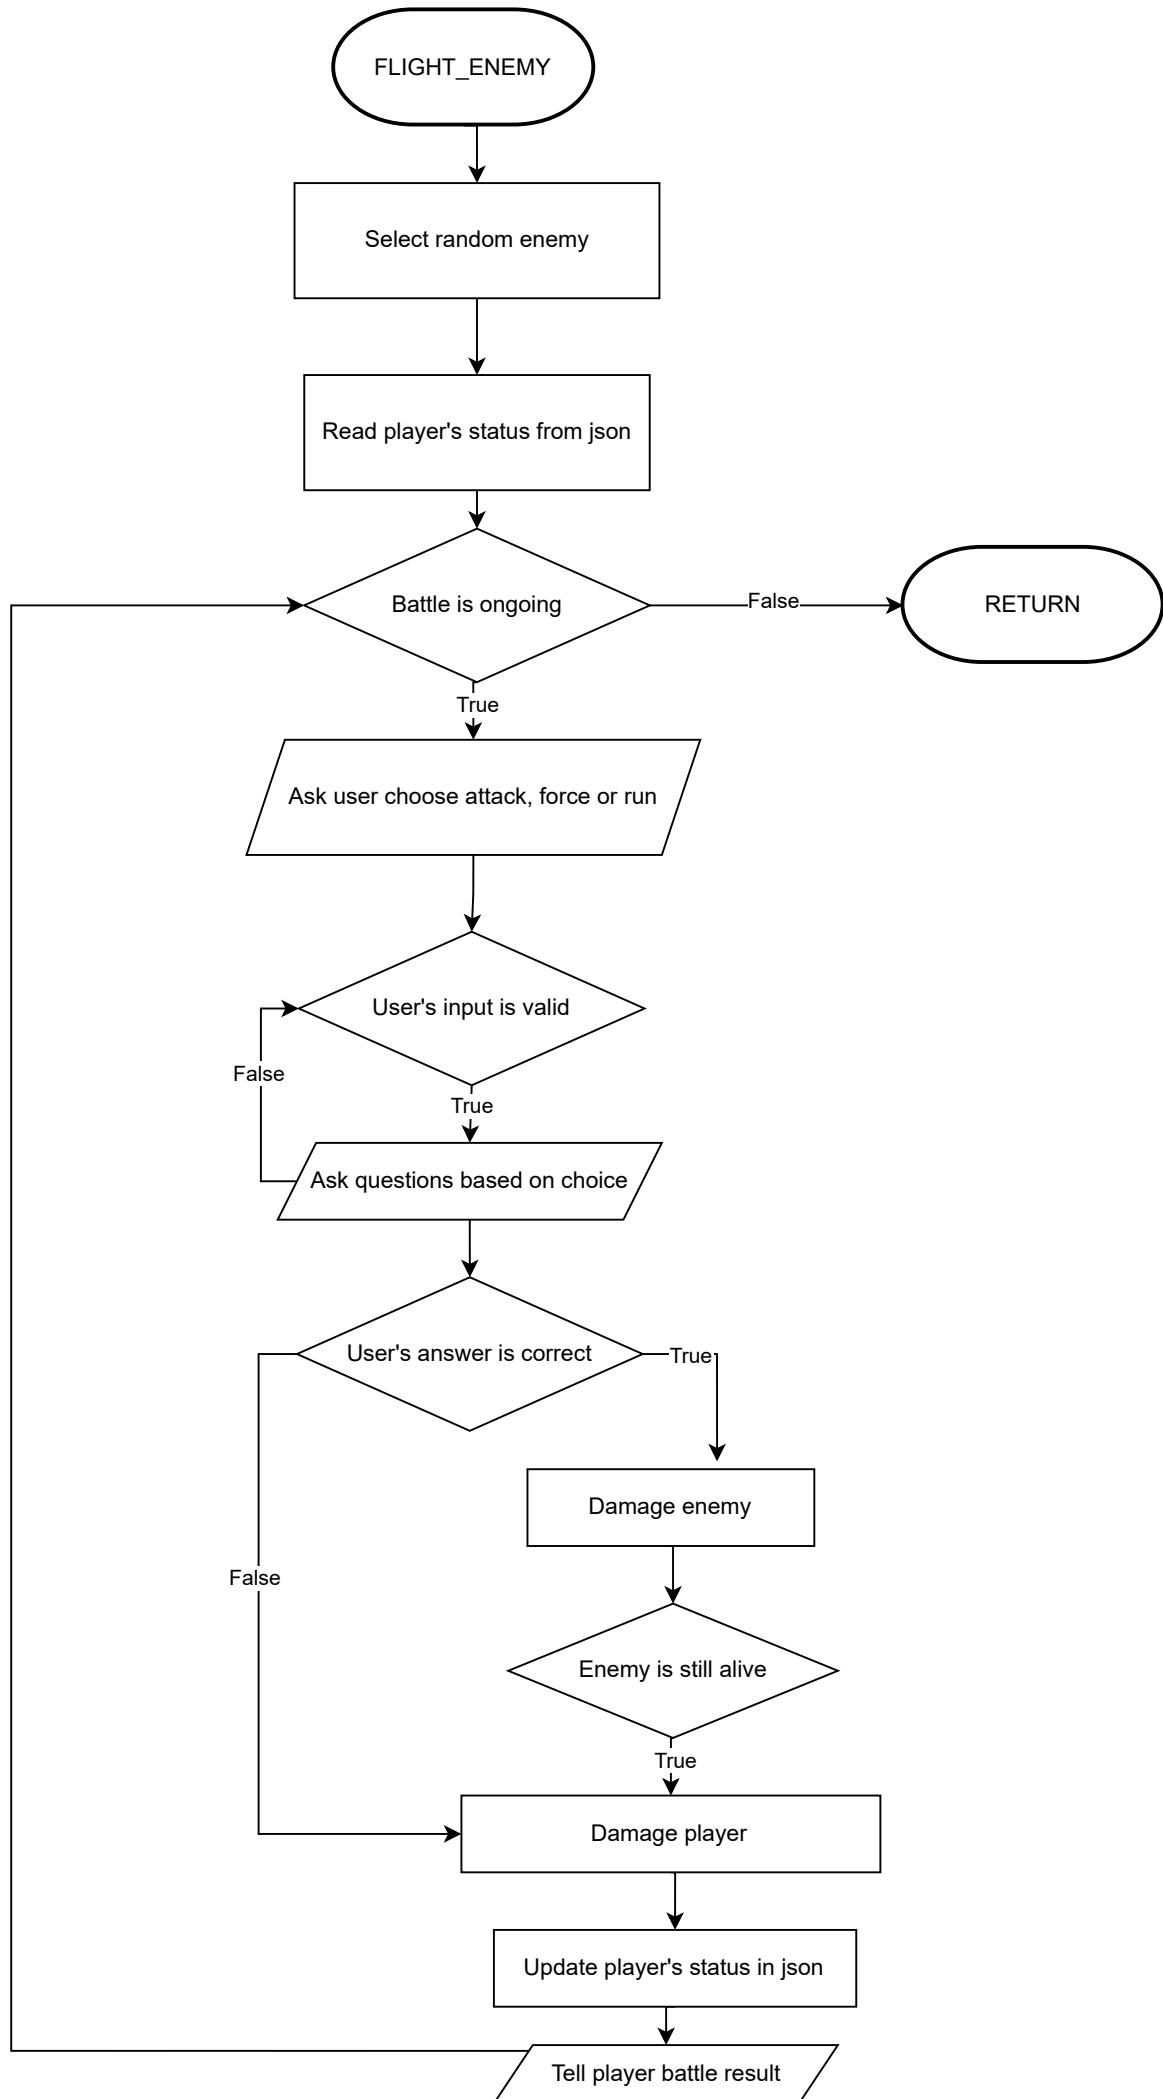 FLIGHT_ENEMY
Select random enemy
Read player's status from json
Battle is ongoing
False
RETURN
True
Ask user choose attack, force or run
User's input is valid
False
True
Ask questions based on choice
User's answer is correct
True
Damage enemy
False
Enemy is still alive
True
Damage player
Update player's status in json
Tell player battle result